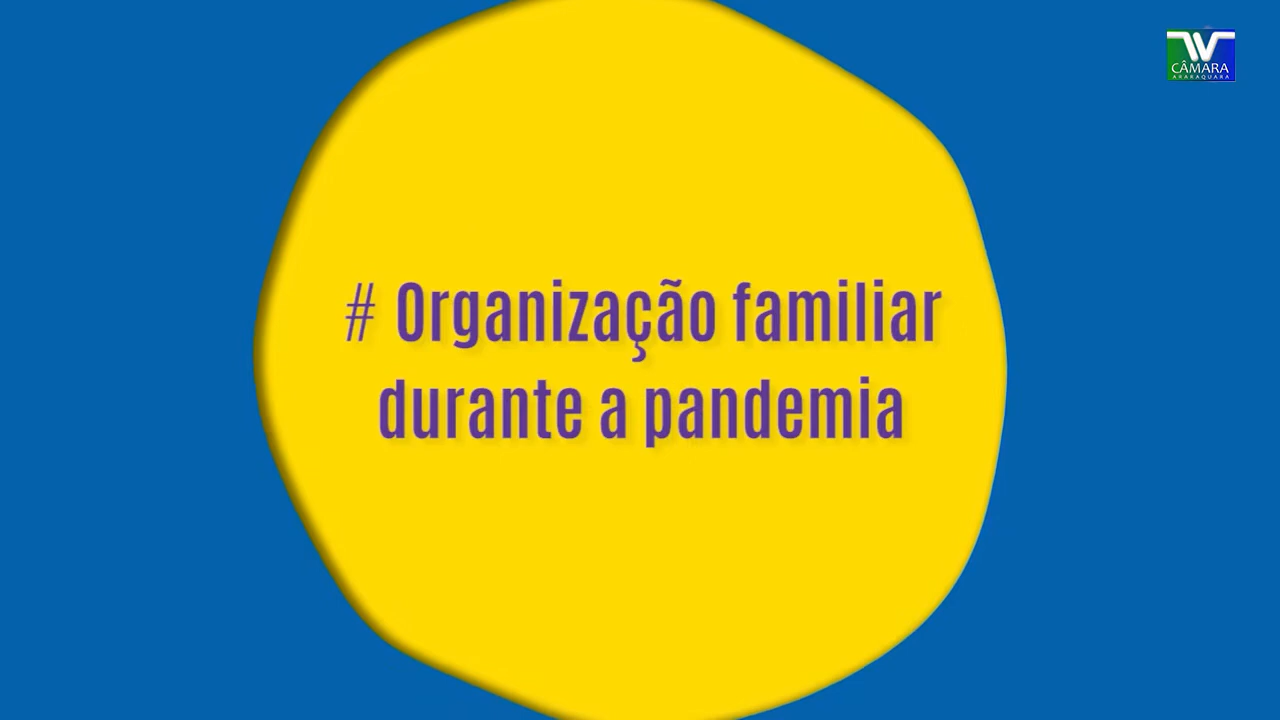 TV
CÂMARA
ARARAQUARA
# Organização familiar
durante a pandemia